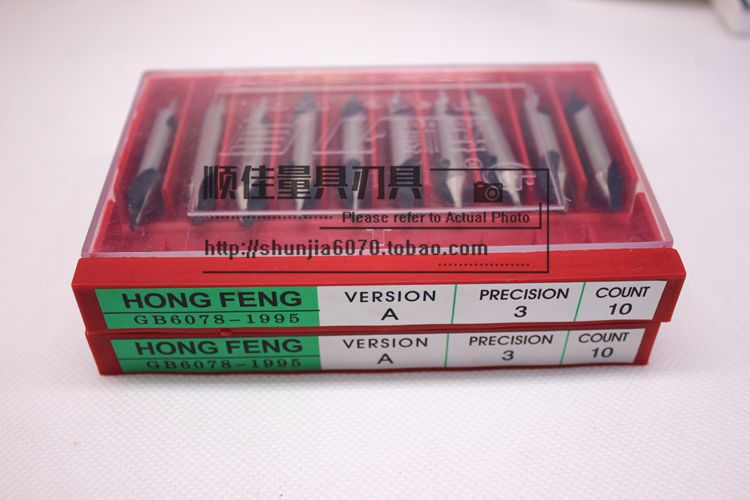 顺佳量具刃具
Please refer to Actual Photo
http://shunjia6070.taobao.com
HONG FENG
GB6078-1995
VERSION
A
PRECISION
3
COUNT
10
HONG FENG
GB6078-1995
VERSION
A
PRECISION
3
COUNT
10